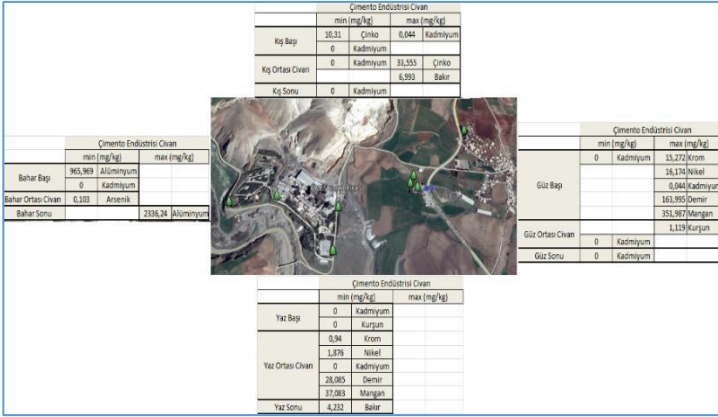 Çimento Endüstrisi Civarı
min (mg/kg) max (mg/kg)
Kış Başı 10,31 Çinko 0,044 Kadmiyum
0 Kadmiyum
Kış Ortası Civarı 0 Kadmiyum 33,555 Çinko
6,993 Bakır
Kış Sonu 0 Kadmiyum
Çimento Endüstrisi Civarı
min (mg/kg) max (mg/kg)
Bahar Başı 965,969 Alüminyum
0 Kadmiyum
Bahar Ortası Civarı 0,103 Arsenik
Bahar Sonu 2336,24 Alüminyum
Çimento Endüstrisi Civarı
min (mg/kg) max (mg/kg)
Güz Başı 0 Kadmiyum 15,272 Krom
16,174 Nikel
0,044 Kadmiyum
163,995 Demir
351,987 Mangan
Güz Ortası Civarı 1,119 Kurşun
0 Kadmiyum
Güz Sonu 0 Kadmiyum
Çimento Endüstrisi Civarı
min (mg/kg) max (mg/kg)
Yaz Başı 0 Kadmiyum
0 Kurşun
Yaz Ortası Civarı 0,94 Krom
1,876 Nikel
0 Kadmiyum
28,085 Demir
37,083 Mangan
Yaz Sonu 4,232 Bakır